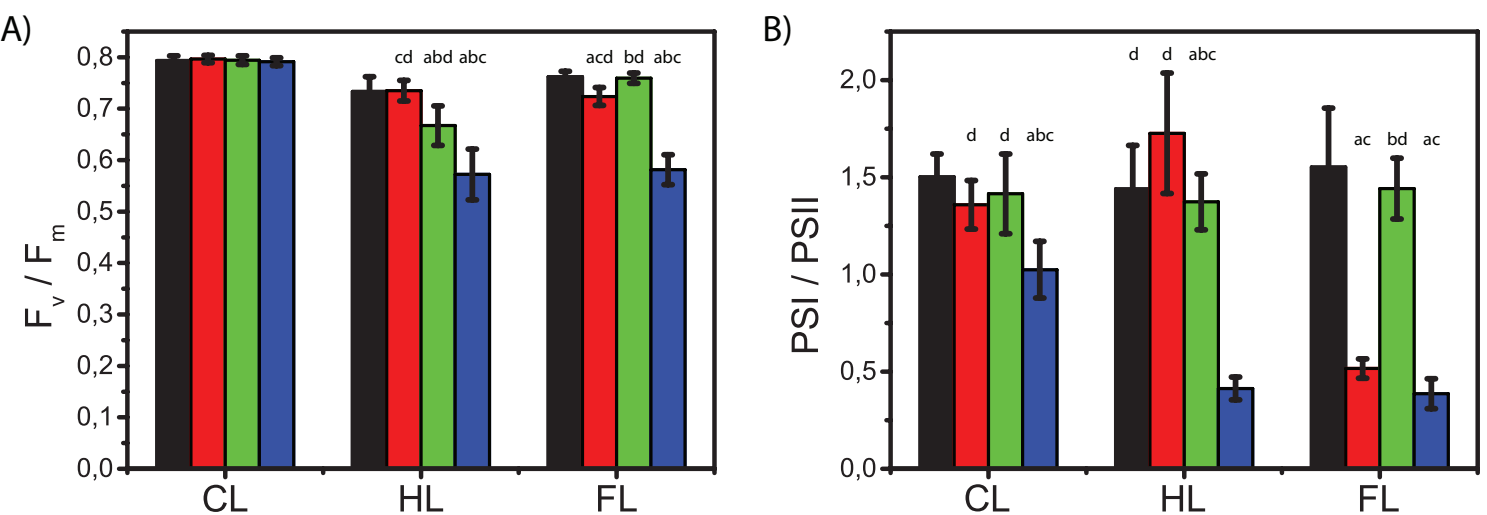 A)
F_v / F_m
0,8
0,7
0,6
0,5
0,4
0,3
0,2
0,1
0,0
cd abd abc
acd bd abc
CL HL FL
B)
PSI / PSII
2,0
1,5
1,0
0,5
0,0
d d abc
d d abc
ac bd ac
CL HL FL